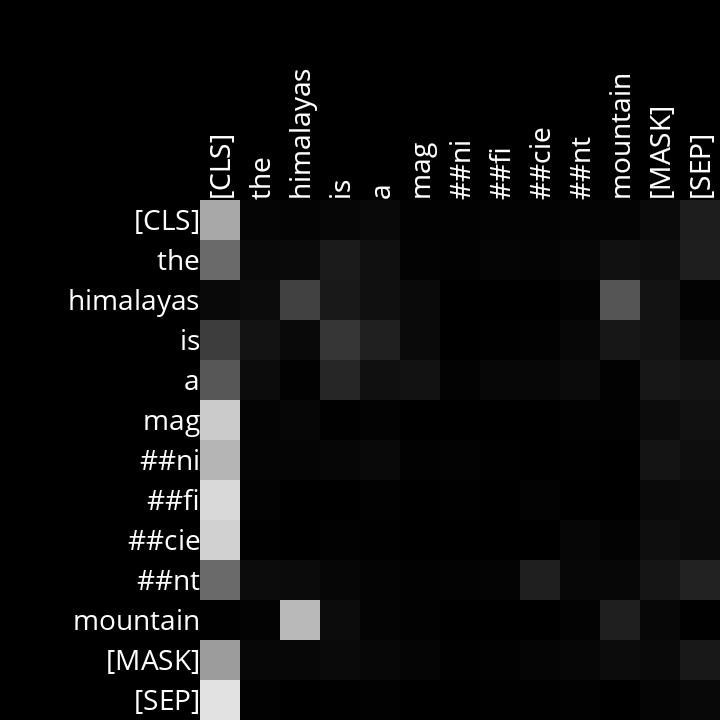 [CLS] the himalayas is a mag ##ni ##fi ##cie ##nt mountain [MASK] [SEP]
[CLS]
the
himalayas
is
a
mag
##ni
##fi
##cie
##nt
mountain
[MASK]
[SEP]